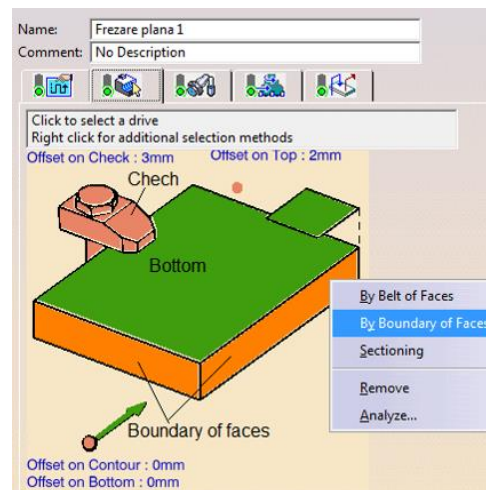 Name: Frezare plana 1
Comment: No Description
Click to select a drive
Right click for additional selection methods
Offset on Check : 3mm Offset on Top : 2mm
Chech
Bottom
By Belt of Faces
By Boundary of Faces
Sectioning
Remove
Analyze...
Boundary of faces
Offset on Contour : 0mm
Offset on Bottom : 0mm